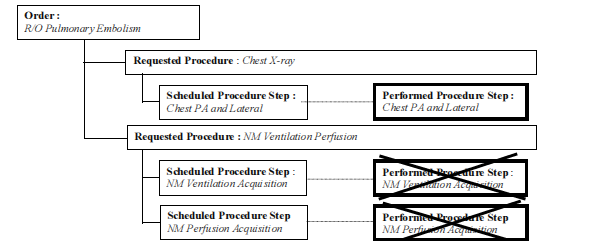 Order :
R/O Pulmonary Embolism
Requested Procedure : Chest X-ray
Scheduled Procedure Step :
Chest PA and Lateral
Performed Procedure Step :
Chest PA and Lateral
Requested Procedure : NM Ventilation Perfusion
Scheduled Procedure Step :
NM Ventilation Acquisition
Performed Procedure Step :
NM Ventilation Acquisition
Scheduled Procedure Step
NM Perfusion Acquisition
Performed Procedure Step
NM Perfusion Acquisition